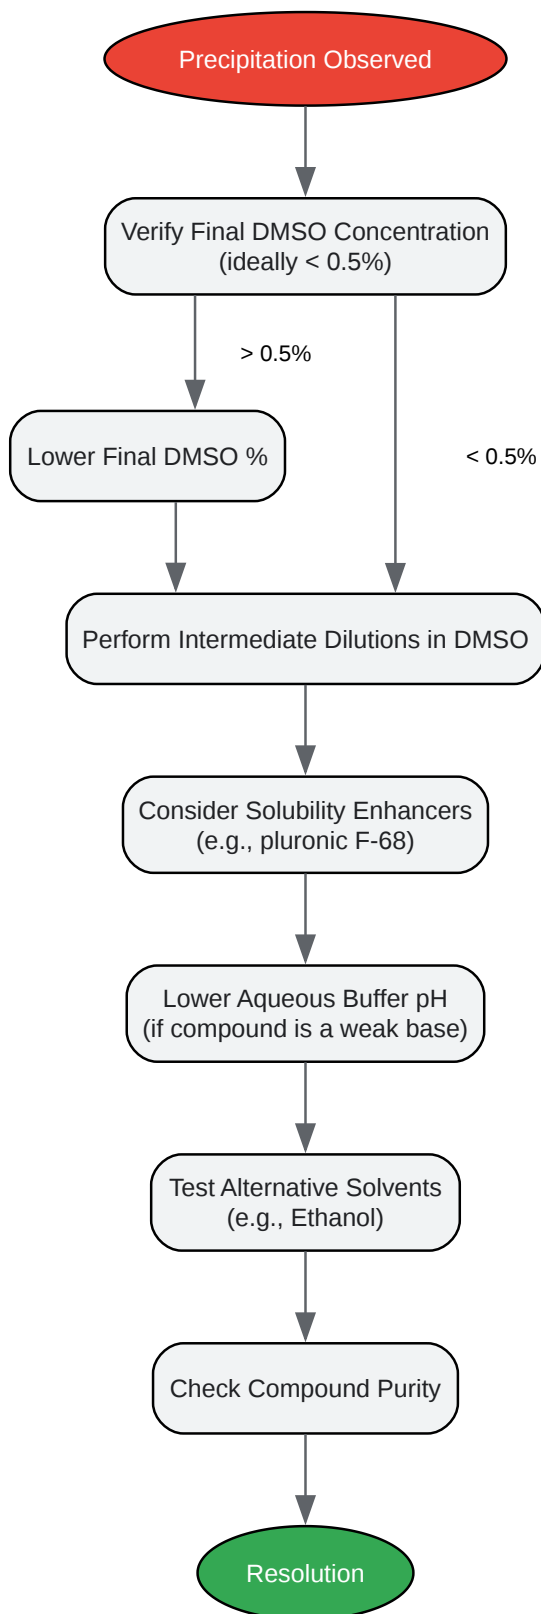 Precipitation Observed
Verify Final DMSO Concentration
(ideally < 0.5%)
> 0.5%
Lower Final DMSO %
< 0.5%
Perform Intermediate Dilutions in DMSO
Consider Solubility Enhancers
(e.g., pluronic F-68)
Lower Aqueous Buffer pH
(if compound is a weak base)
Test Alternative Solvents
(e.g., Ethanol)
Check Compound Purity
Resolution